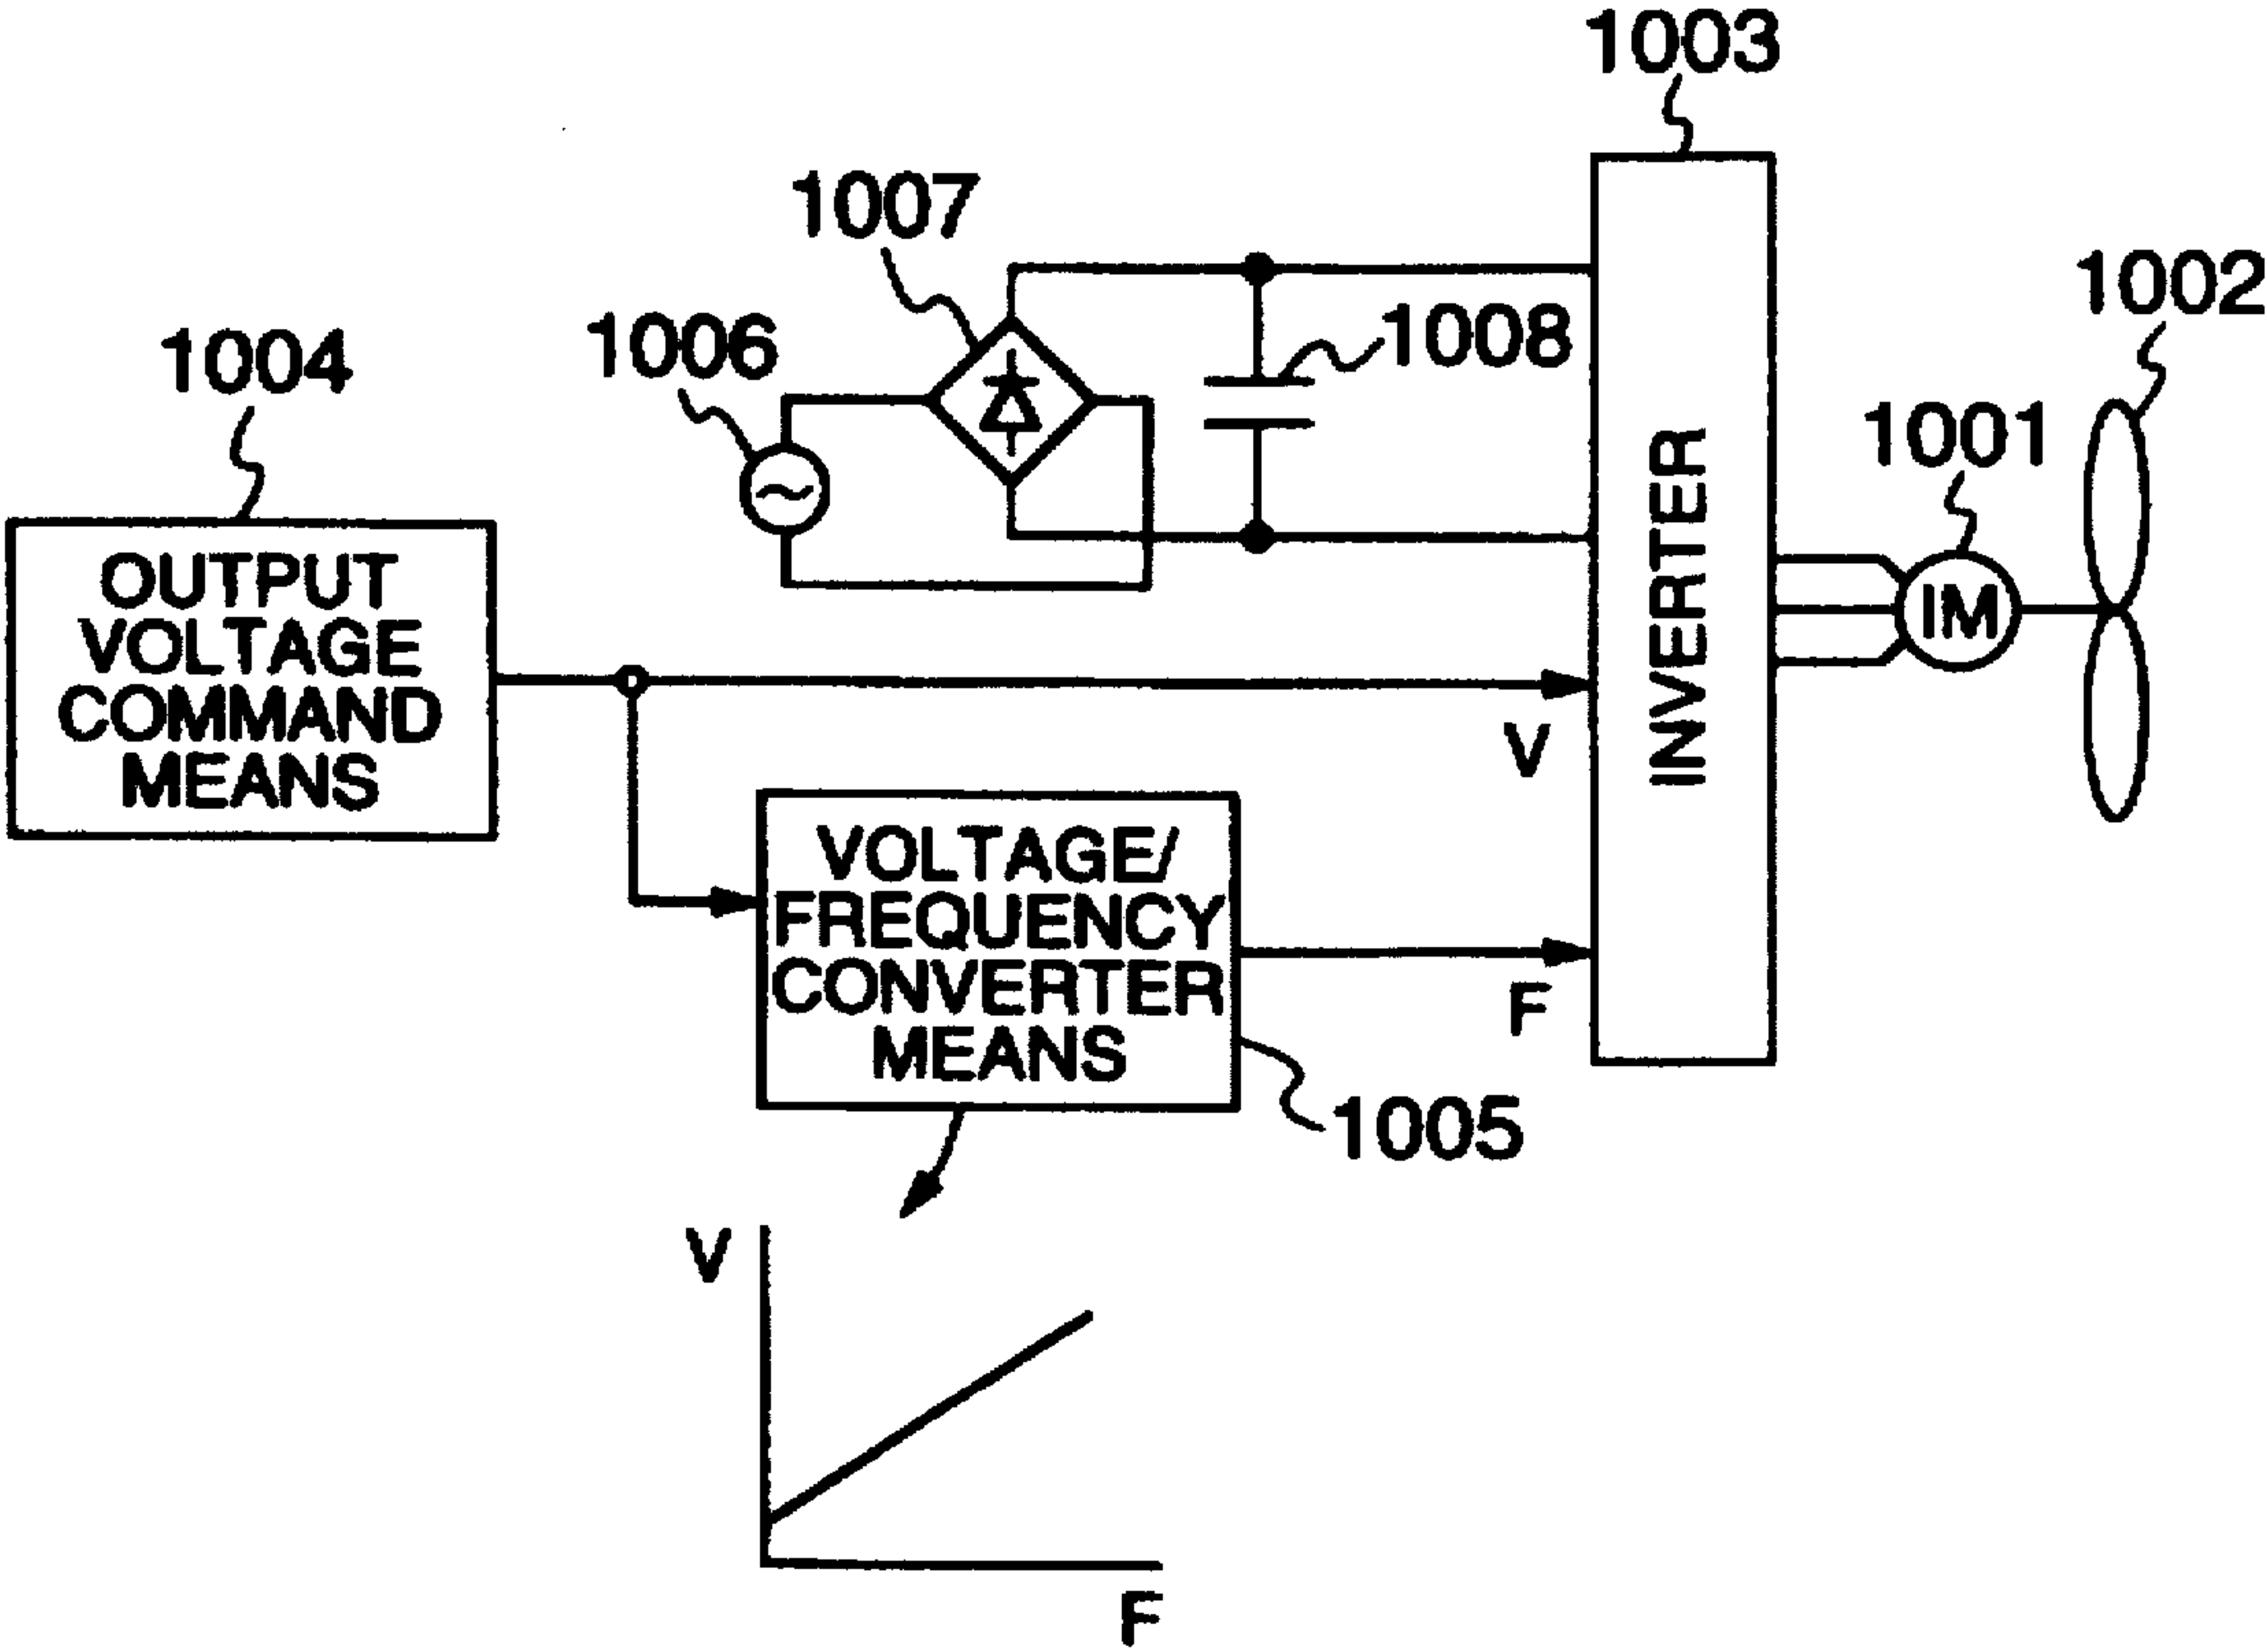 1003
1007
1002
1006
1008
1004
1001
OUTPUT
VOLTAGE
COMMAND
MEANS
INVERTER
IM
V
VOLTAGE/
FREQUENCY
CONVERTER
MEANS
F
1005
V
F